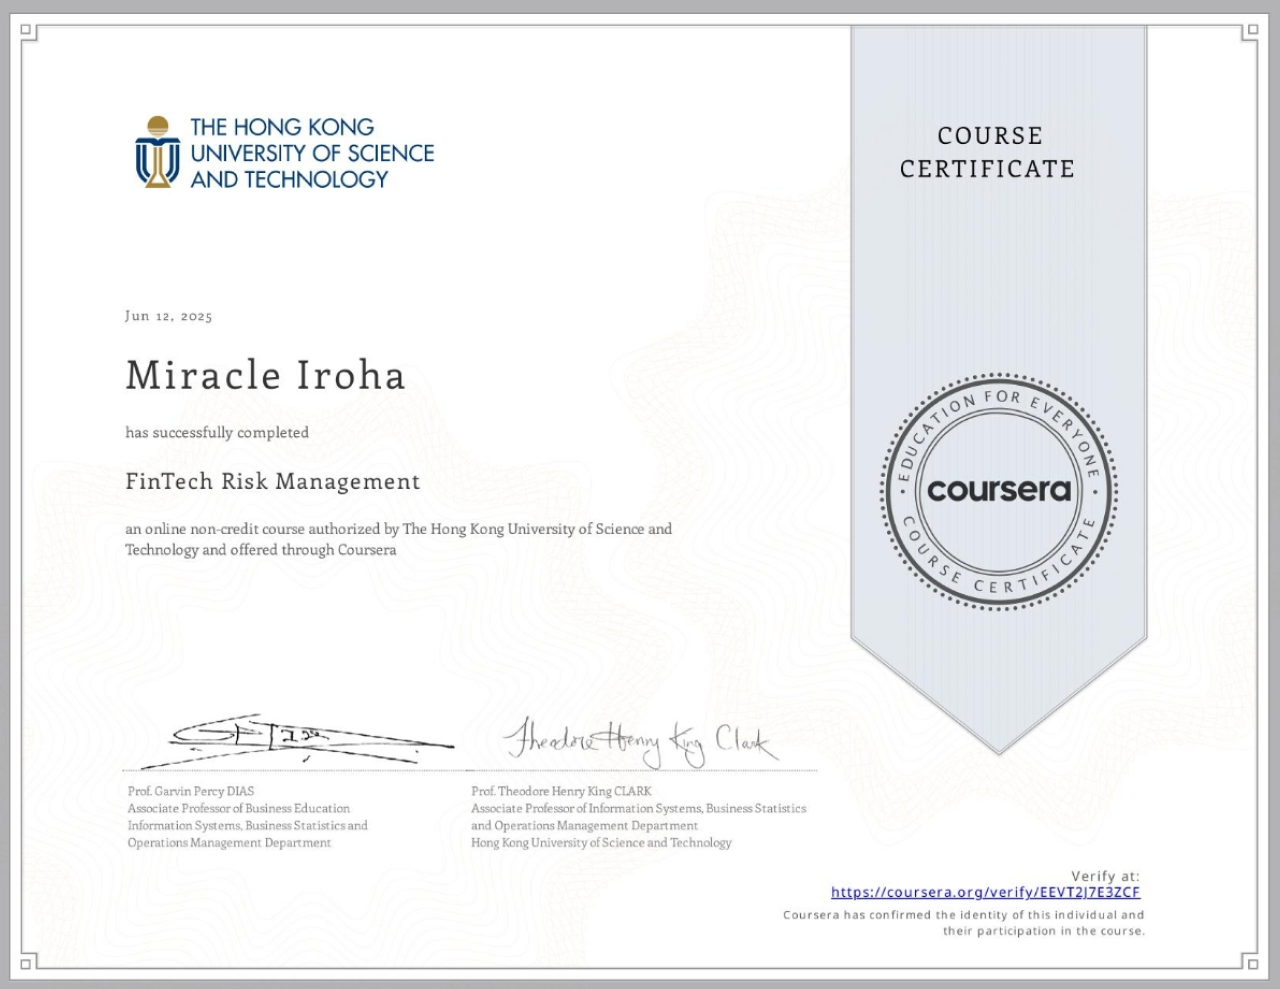 THE HONG KONG
UNIVERSITY OF SCIENCE
AND TECHNOLOGY
COURSE
CERTIFICATE
Jun 12, 2025
Miracle Iroha
has successfully completed
FinTech Risk Management
an online non-credit course authorized by The Hong Kong University of Science and
Technology and offered through Coursera
EDUCATION FOR EVERYONE
coursera
COURSE CERTIFICATE
Theodore Henry King Clark
Prof. Garvin Percy DIAS
Associate Professor of Business Education
Information Systems, Business Statistics and
Operations Management Department
Prof. Theodore Henry King CLARK
Associate Professor of Information Systems, Business Statistics
and Operations Management Department
Hong Kong University of Science and Technology
Verify at:
https://coursera.org/verify/EEVT2J7E3ZCF
Coursera has confirmed the identity of this individual and
their participation in the course.